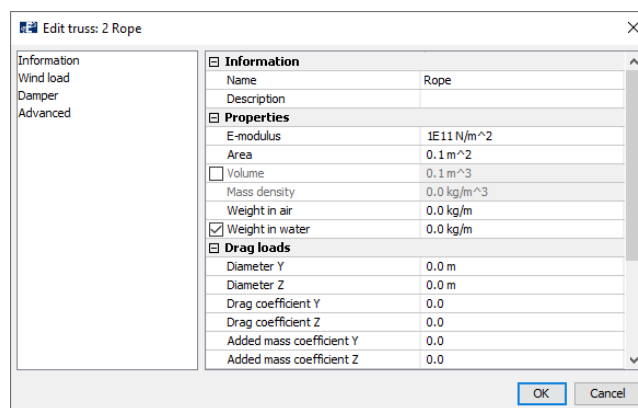 Edit truss: 2 Rope
Information
Wind load
Damper
Advanced
Information
Name Rope
Description
Properties
E-modulus 1E11 N/m^2
Area 0.1 m^2
Volume 0.1 m^3
Mass density 0.0 kg/m^3
Weight in air 0.0 kg/m
Weight in water 0.0 kg/m
Drag loads
Diameter Y 0.0 m
Diameter Z 0.0 m
Drag coefficient Y 0.0
Drag coefficient Z 0.0
Added mass coefficient Y 0.0
Added mass coefficient Z 0.0
OK Cancel